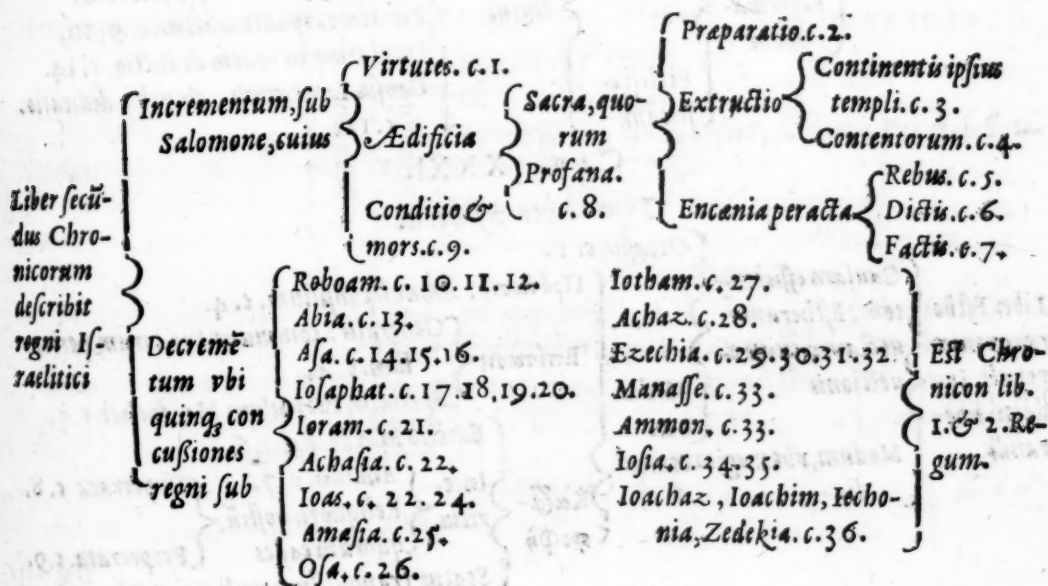 Liber secū-
dus Chro-
nicorum
describit
regni Is-
raelitici
Incrementum, sub
Salomone, cuius
Virtutes. c. 1.
Ædificia
Sacra, quo-
rum
Præparatio. c. 2.
Extructio
Continentis ipsius
templi. c. 3.
Contentorum. c. 4.
Encænia peracta
Rebus. c. 5.
Dictis. c. 6.
Factis. c. 7.
Profana.
c. 8.
Conditio &
mors. c. 9.
Decremē
tum vbi
quinq; con
cussiones
regni sub
Roboam. c. 10. 11. 12.
Abia. c. 13.
Asa. c. 14. 15. 16.
Iosaphat. c. 17. 18. 19. 20.
Ioram. c. 21.
Achasia. c. 22.
Ioas. c. 22. 24.
Amasia. c. 25.
Osa. c. 26.
Iotham. c. 27.
Achaz. c. 28.
Ezechia. c. 29. 30. 31. 32
Manasse. c. 33.
Ammon. c. 33.
Iosia. c. 34. 35.
Ioachaz, Ioachim, Iecho-
nia, Zedekia. c. 36.
Est Chro-
nicon lib.
1. & 2. Re-
gum.